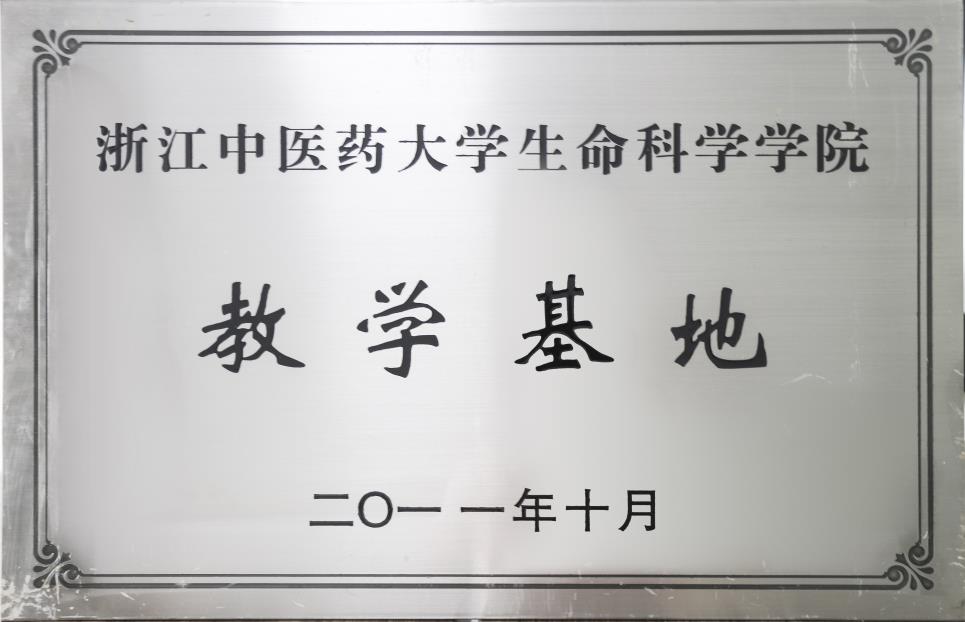 浙江中医药大学生命科学学院
教学基地
二〇一一年十月